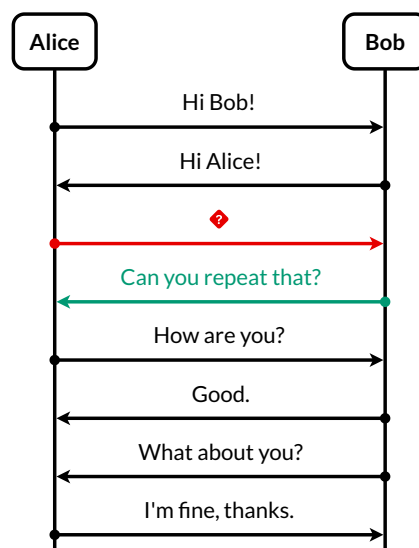 Alice
Bob
Hi Bob!
Hi Alice!
?
Can you repeat that?
How are you?
Good.
What about you?
I'm fine, thanks.